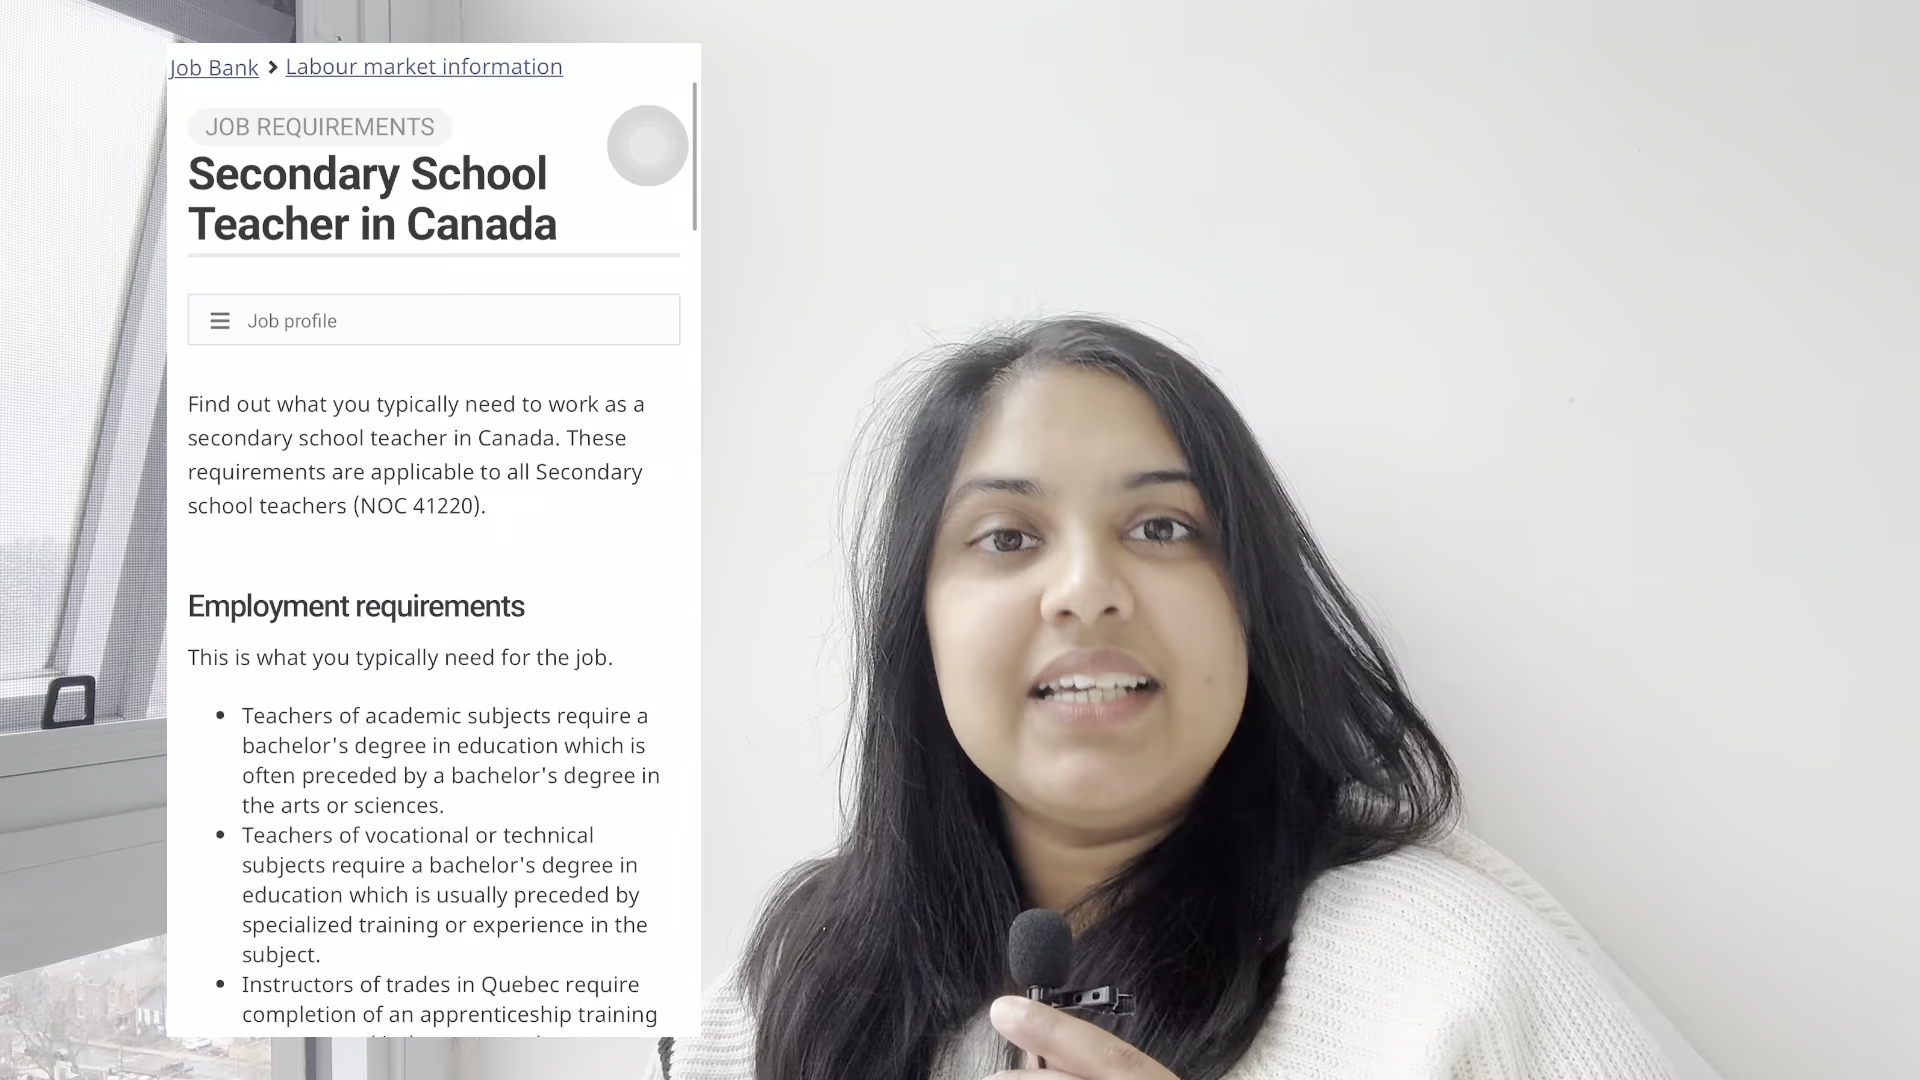 Job Bank > Labour market information
JOB REQUIREMENTS
Secondary School
Teacher in Canada
Job profile
Find out what you typically need to work as a
secondary school teacher in Canada. These
requirements are applicable to all Secondary
school teachers (NOC 41220).
Employment requirements
This is what you typically need for the job.
• Teachers of academic subjects require a
bachelor's degree in education which is
often preceded by a bachelor's degree in
the arts or sciences.
• Teachers of vocational or technical
subjects require a bachelor's degree in
education which is usually preceded by
specialized training or experience in the
subject.
• Instructors of trades in Quebec require
completion of an apprenticeship training